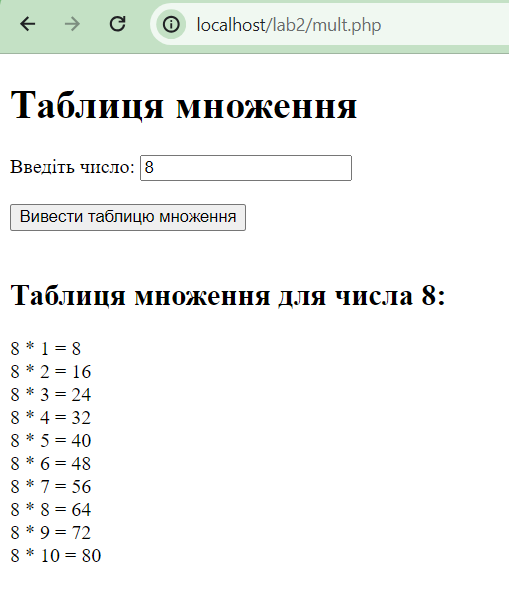 localhost/lab2/mult.php
Таблиця множення
Введіть число: 8
Вивести таблицю множення
Таблиця множення для числа 8:
8 * 1 = 8
8 * 2 = 16
8 * 3 = 24
8 * 4 = 32
8 * 5 = 40
8 * 6 = 48
8 * 7 = 56
8 * 8 = 64
8 * 9 = 72
8 * 10 = 80